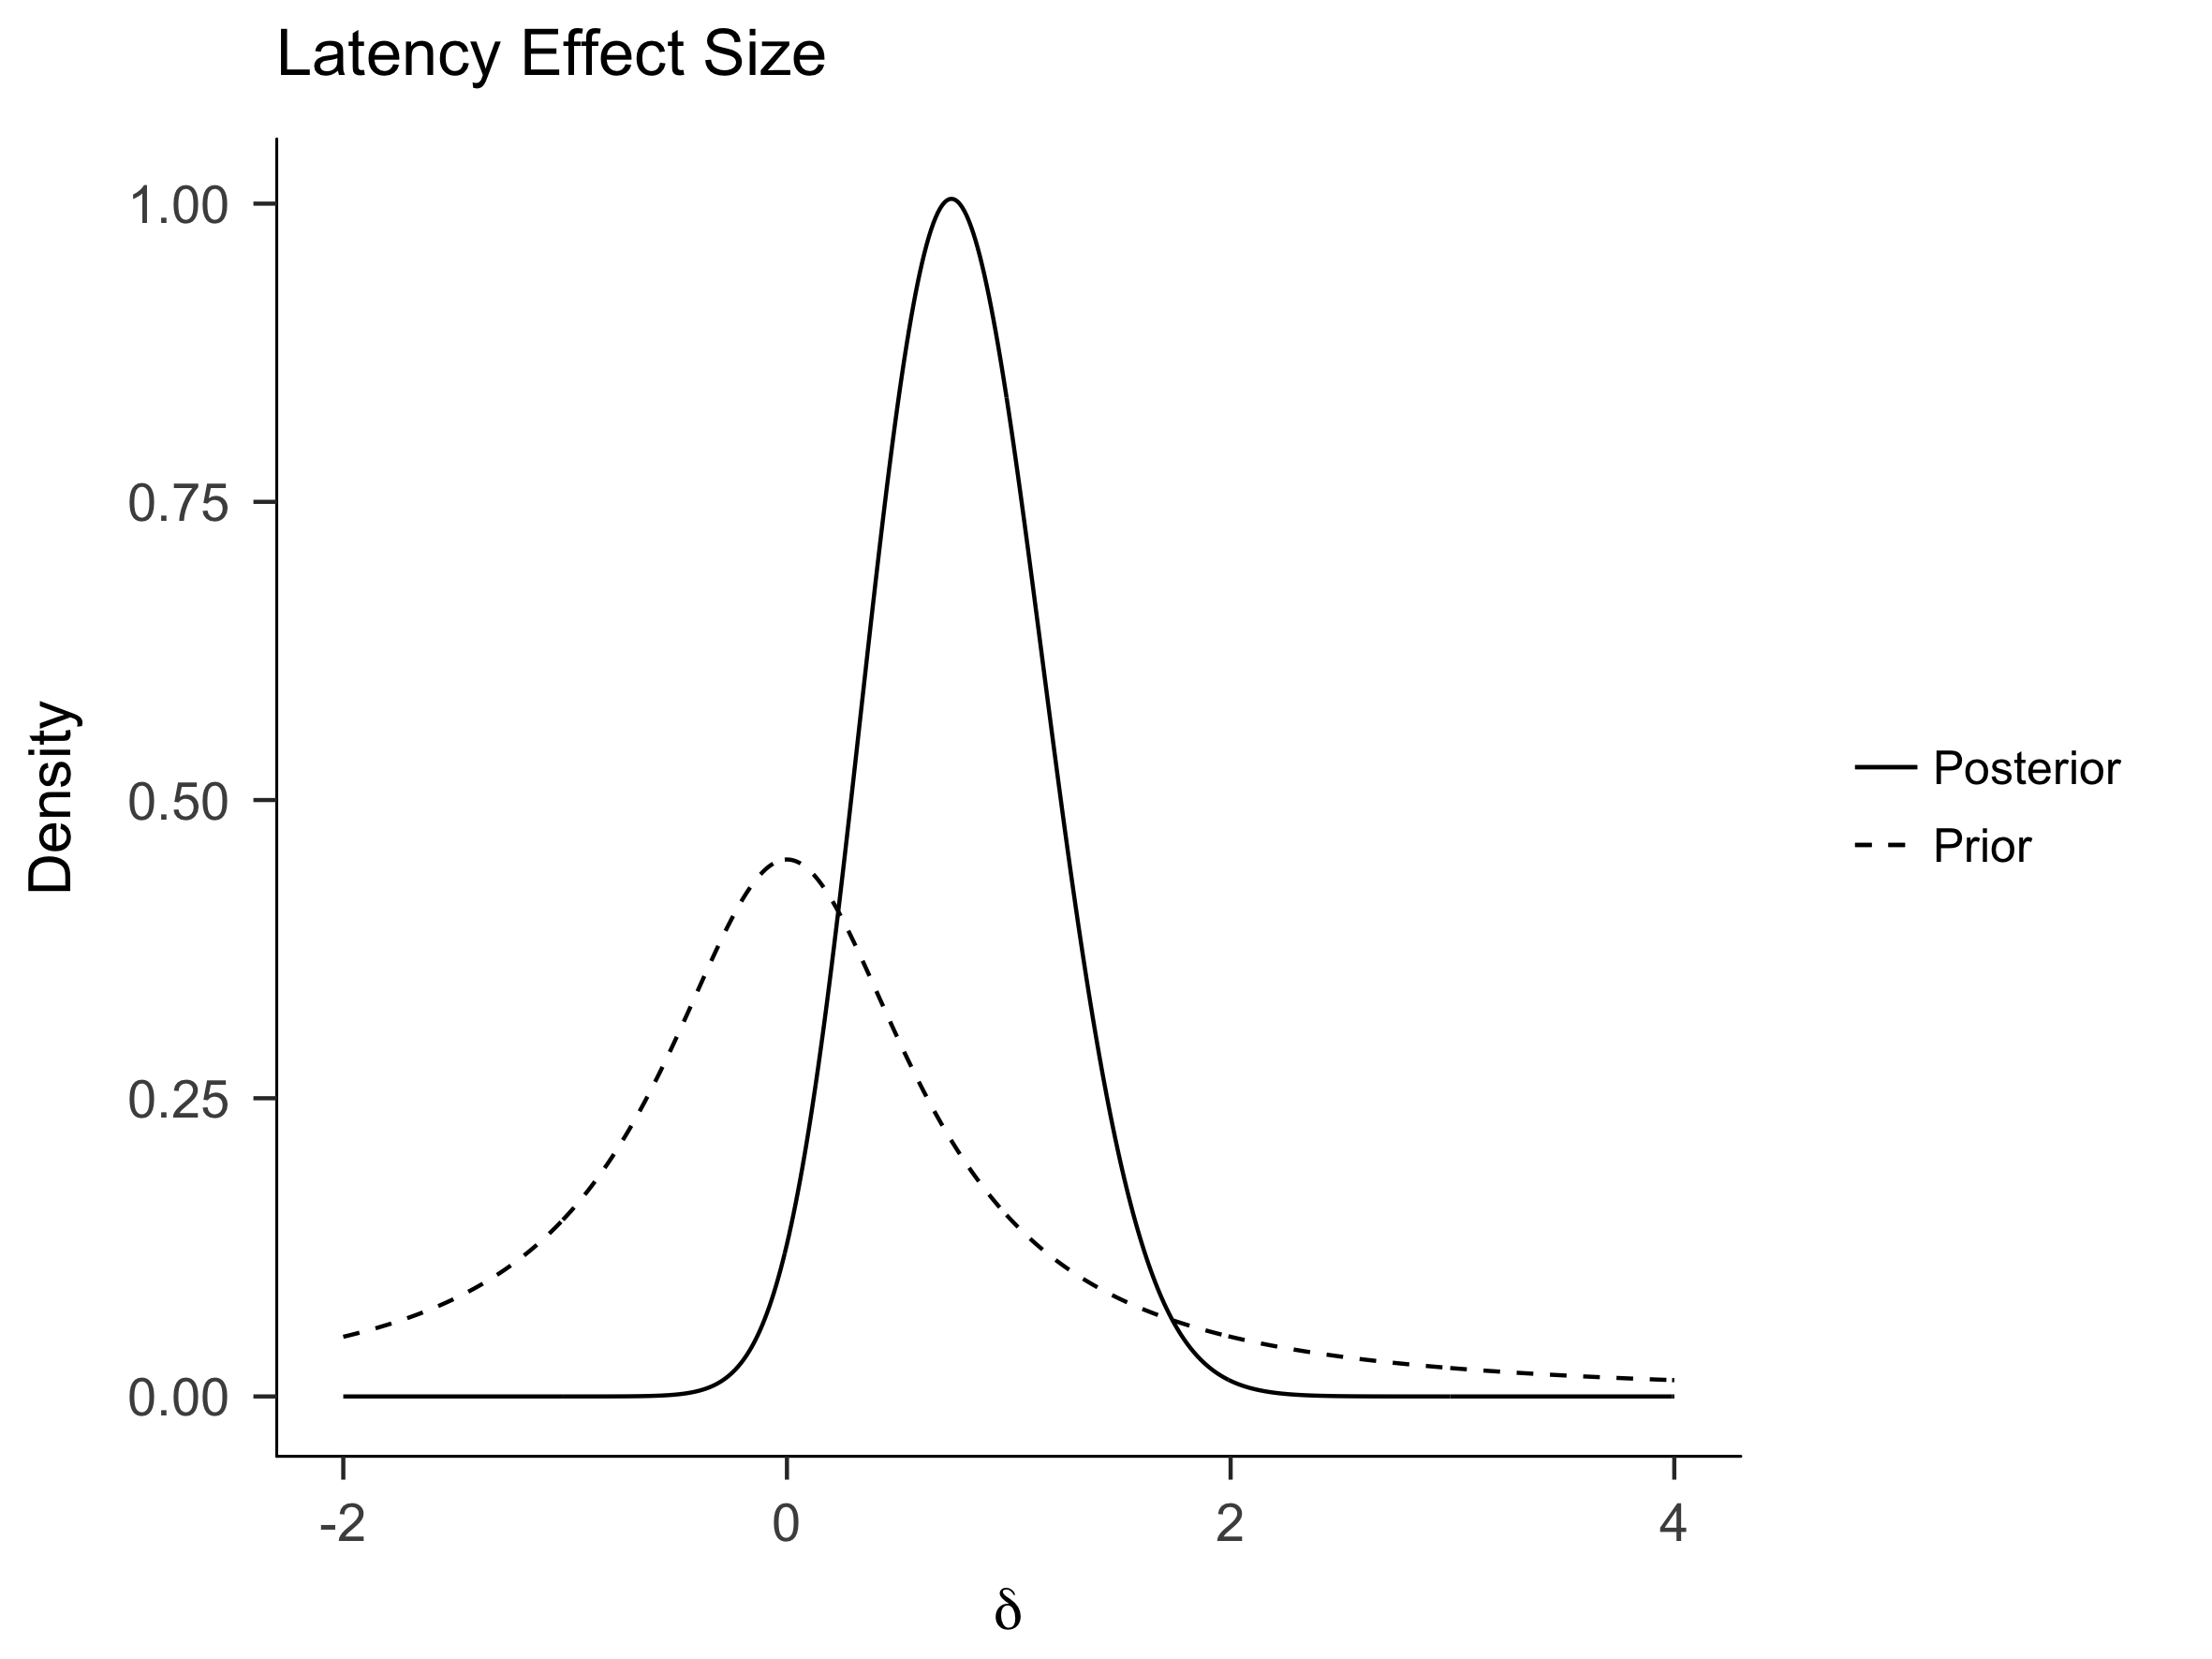 Latency Effect Size
1.00
0.75
0.50
0.25
0.00
Density
-2 0 2 4
δ
Posterior
Prior